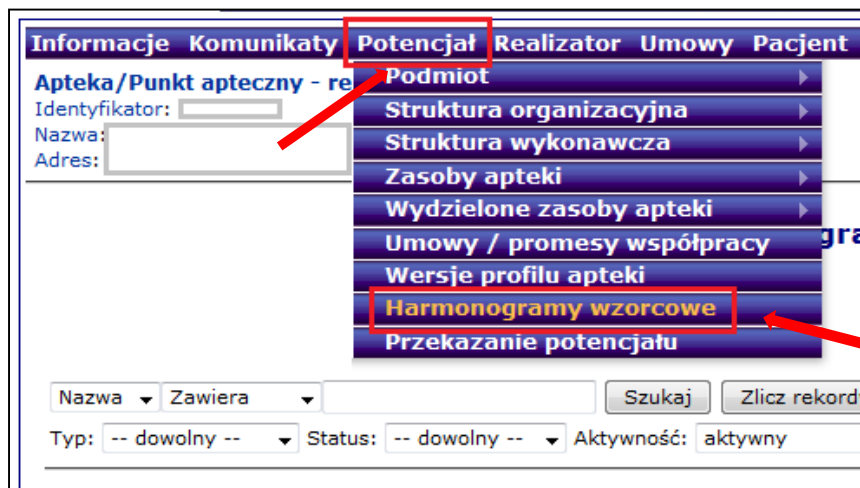 Informacje Komunikaty Potencjał Realizator Umowy Pacjent
Apteka/Punkt apteczny - re
Identyfikator:
Nazwa:
Adres:
Podmiot
Struktura organizacyjna
Struktura wykonawcza
Zasoby apteki
Wydzielone zasoby apteki
Umowy / promesy współpracy
Wersje profilu apteki
Harmonogramy wzorcowe
Przekazanie potencjału
gra
Nazwa Zawiera Szukaj Zlicz rekordy
Typ: -- dowolny -- Status: -- dowolny -- Aktywność: aktywny